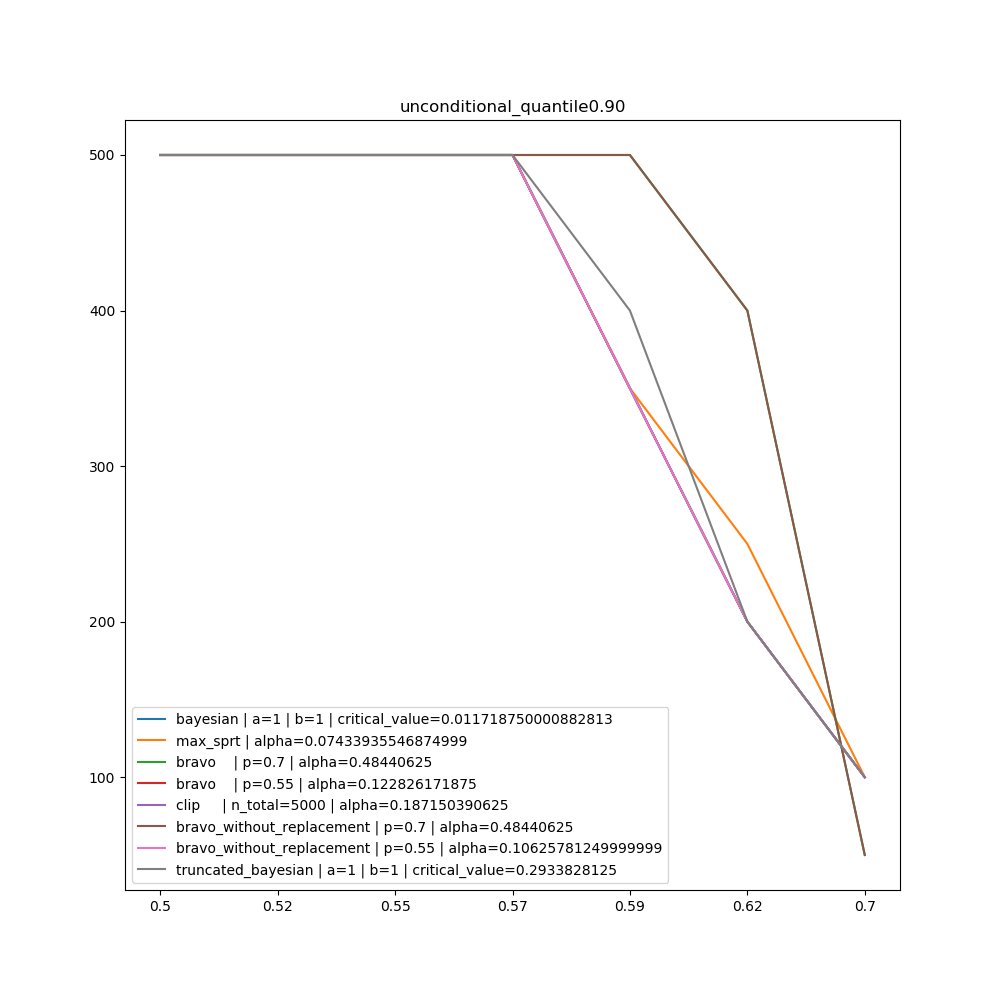 unconditional_quantile0.90
500
400
300
200
100
bayesian | a=1 | b=1 | critical_value=0.011718750000882813
max_sprt | alpha=0.07433935546874999
bravo | p=0.7 | alpha=0.48440625
bravo | p=0.55 | alpha=0.122826171875
clip | n_total=5000 | alpha=0.187150390625
bravo_without_replacement | p=0.7 | alpha=0.48440625
bravo_without_replacement | p=0.55 | alpha=0.10625781249999999
truncated_bayesian | a=1 | b=1 | critical_value=0.2933828125
0.5 0.52 0.55 0.57 0.59 0.62 0.7